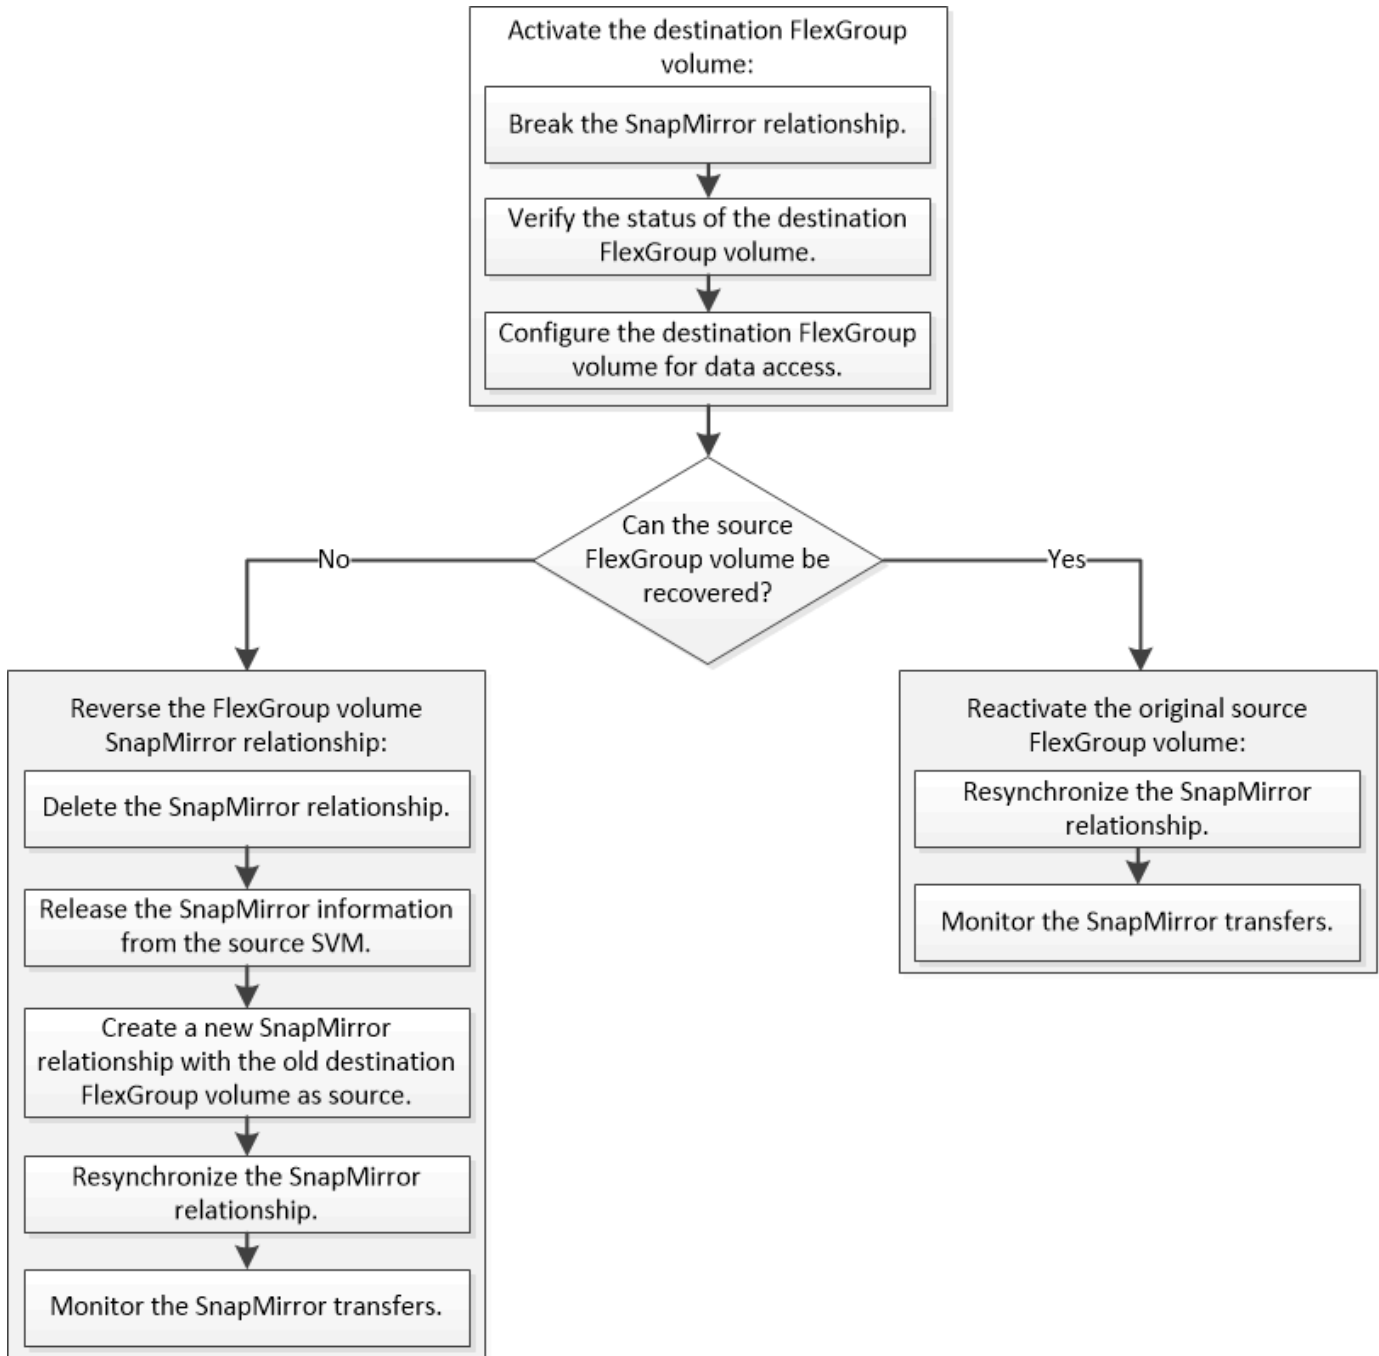 Activate the destination FlexGroup
volume:
Break the SnapMirror relationship.
Verify the status of the destination
FlexGroup volume.
Configure the destination FlexGroup
volume for data access.
Can the source
FlexGroup volume be
recovered?
No
Yes
Reverse the FlexGroup volume
SnapMirror relationship:
Delete the SnapMirror relationship.
Release the SnapMirror information
from the source SVM.
Create a new SnapMirror
relationship with the old destination
FlexGroup volume as source.
Resynchronize the SnapMirror
relationship.
Monitor the SnapMirror transfers.
Reactivate the original source
FlexGroup volume:
Resynchronize the SnapMirror
relationship.
Monitor the SnapMirror transfers.